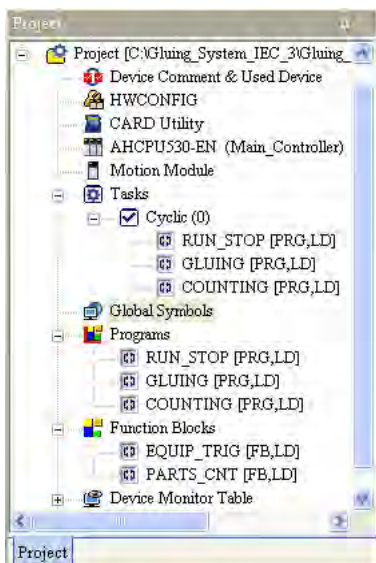 Project
Project [C:\Gluing_System_IEC_3\Gluing_
Device Comment & Used Device
HWCONFIG
CARD Utility
AHCPU530-EN (Main_Controller)
Motion Module
Tasks
Cyclic (0)
RUN_STOP [PRG,LD]
GLUING [PRG,LD]
COUNTING [PRG,LD]
Global Symbols
Programs
RUN_STOP [PRG,LD]
GLUING [PRG,LD]
COUNTING [PRG,LD]
Function Blocks
EQUIP_TRIG [FB,LD]
PARTS_CNT [FB,LD]
Device Monitor Table
Project